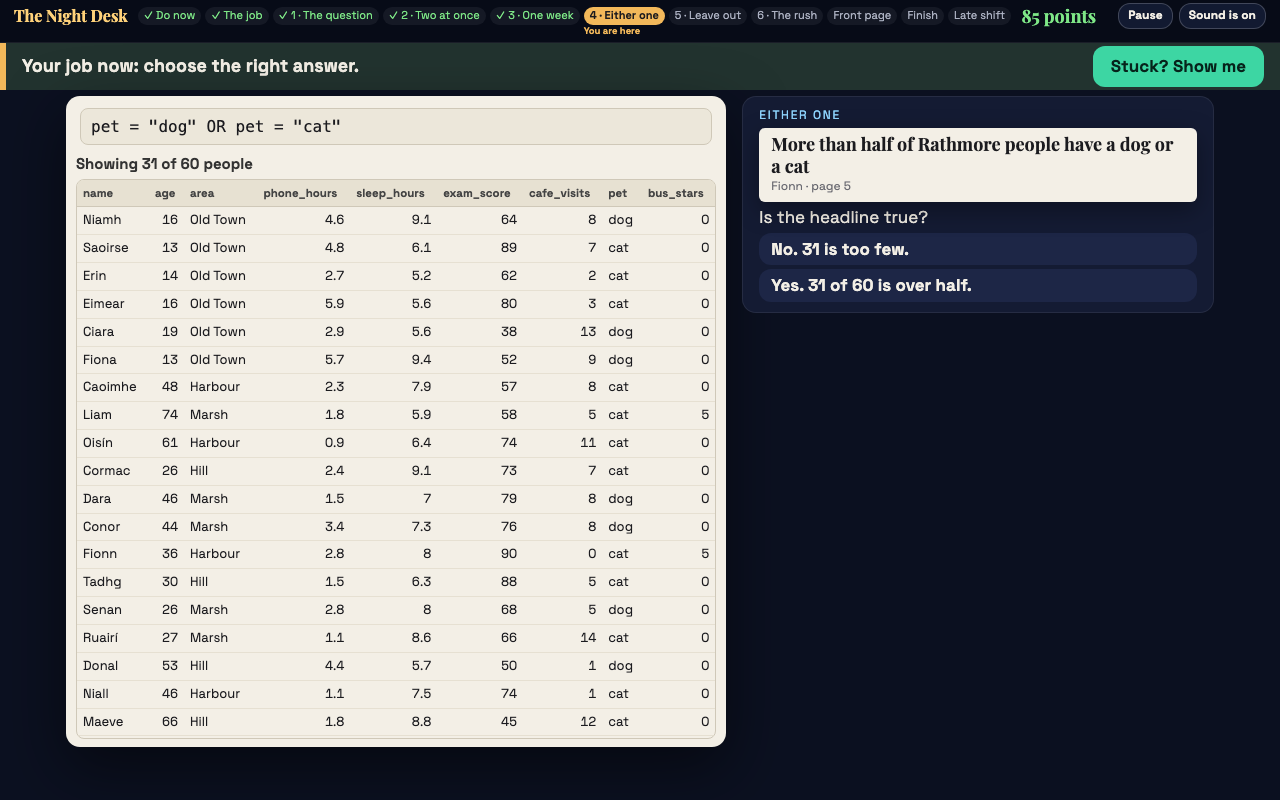 The Night Desk ✓ Do now ✓ The job ✓ 1 · The question ✓ 2 · Two at once ✓ 3 · One week 4 · Either one 5 · Leave out 6 · The rush Front page Finish Late shift 85 points Pause Sound is on
You are here
Your job now: choose the right answer. Stuck? Show me
pet = "dog" OR pet = "cat"
Showing 31 of 60 people
name age area phone_hours sleep_hours exam_score cafe_visits pet bus_stars
Niamh 16 Old Town 4.6 9.1 64 8 dog 0
Saoirse 13 Old Town 4.8 6.1 89 7 cat 0
Erin 14 Old Town 2.7 5.2 62 2 cat 0
Eimear 16 Old Town 5.9 5.6 80 3 cat 0
Ciara 19 Old Town 2.9 5.6 38 13 dog 0
Fiona 13 Old Town 5.7 9.4 52 9 dog 0
Caoimhe 48 Harbour 2.3 7.9 57 8 cat 0
Liam 74 Marsh 1.8 5.9 58 5 cat 5
Oisín 61 Harbour 0.9 6.4 74 11 cat 0
Cormac 26 Hill 2.4 9.1 73 7 cat 0
Dara 46 Marsh 1.5 7 79 8 dog 0
Conor 44 Marsh 3.4 7.3 76 8 dog 0
Fionn 36 Harbour 2.8 8 90 0 cat 5
Tadhg 30 Hill 1.5 6.3 88 5 cat 0
Senan 26 Marsh 2.8 8 68 5 dog 0
Ruairí 27 Marsh 1.1 8.6 66 14 cat 0
Donal 53 Hill 4.4 5.7 50 1 dog 0
Niall 46 Harbour 1.1 7.5 74 1 cat 0
Maeve 66 Hill 1.8 8.8 45 12 cat 0
EITHER ONE
More than half of Rathmore people have a dog or
a cat
Fionn · page 5
Is the headline true?
No. 31 is too few.
Yes. 31 of 60 is over half.